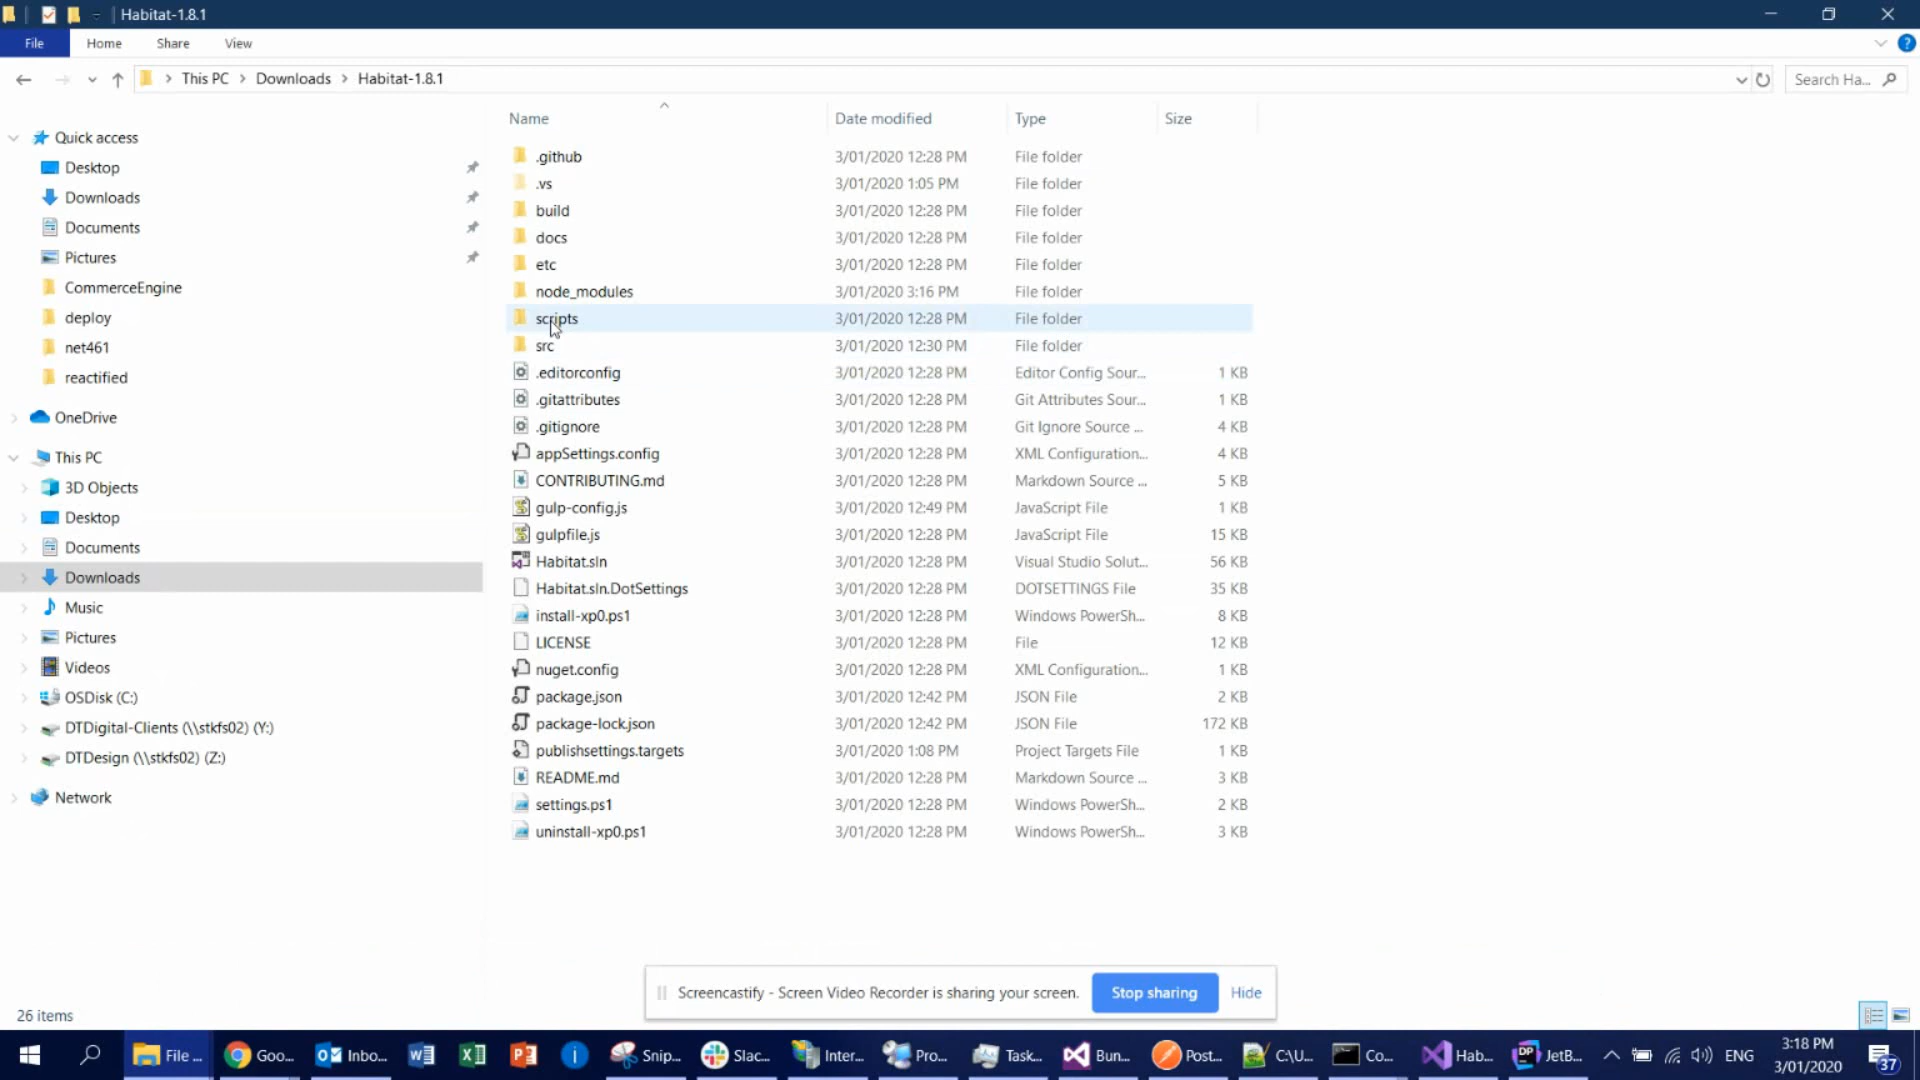 Habitat-1.8.1
File Home Share View
This PC Downloads Habitat-1.8.1 Search Ha...
Name Date modified Type Size
Quick access
Desktop
Downloads
Documents
Pictures
CommerceEngine
deploy
net461
reactified
OneDrive
This PC
3D Objects
Desktop
Documents
Downloads
Music
Pictures
Videos
OSDisk (C:)
DTDigital-Clients (\\stkfs02) (Y:)
DTDesign (\\stkfs02) (Z:)
Network
.github 3/01/2020 12:28 PM File folder
.vs 3/01/2020 1:05 PM File folder
build 3/01/2020 12:28 PM File folder
docs 3/01/2020 12:28 PM File folder
etc 3/01/2020 12:28 PM File folder
node_modules 3/01/2020 3:16 PM File folder
scripts 3/01/2020 12:28 PM File folder
src 3/01/2020 12:30 PM File folder
.editorconfig 3/01/2020 12:28 PM Editor Config Sour... 1 KB
.gitattributes 3/01/2020 12:28 PM Git Attributes Sour... 1 KB
.gitignore 3/01/2020 12:28 PM Git Ignore Source ... 4 KB
appSettings.config 3/01/2020 12:28 PM XML Configuration... 4 KB
CONTRIBUTING.md 3/01/2020 12:28 PM Markdown Source ... 5 KB
gulp-config.js 3/01/2020 12:49 PM JavaScript File 1 KB
gulpfile.js 3/01/2020 12:28 PM JavaScript File 15 KB
Habitat.sln 3/01/2020 12:28 PM Visual Studio Solut... 56 KB
Habitat.sln.DotSettings 3/01/2020 12:28 PM DOTSETTINGS File 35 KB
install-xp0.ps1 3/01/2020 12:28 PM Windows PowerSh... 8 KB
LICENSE 3/01/2020 12:28 PM File 12 KB
nuget.config 3/01/2020 12:28 PM XML Configuration... 1 KB
package.json 3/01/2020 12:42 PM JSON File 2 KB
package-lock.json 3/01/2020 12:42 PM JSON File 172 KB
publishsettings.targets 3/01/2020 1:08 PM Project Targets File 1 KB
README.md 3/01/2020 12:28 PM Markdown Source ... 3 KB
settings.ps1 3/01/2020 12:28 PM Windows PowerSh... 2 KB
uninstall-xp0.ps1 3/01/2020 12:28 PM Windows PowerSh... 3 KB
Screencastify - Screen Video Recorder is sharing your screen. Stop sharing Hide
26 items
File ... Goo... Inbo... Snip... Slac... Inter... Pro... Task... Bun... Post... C:\U... Co... Hab... JetB... ENG
3:18 PM
3/01/2020
37